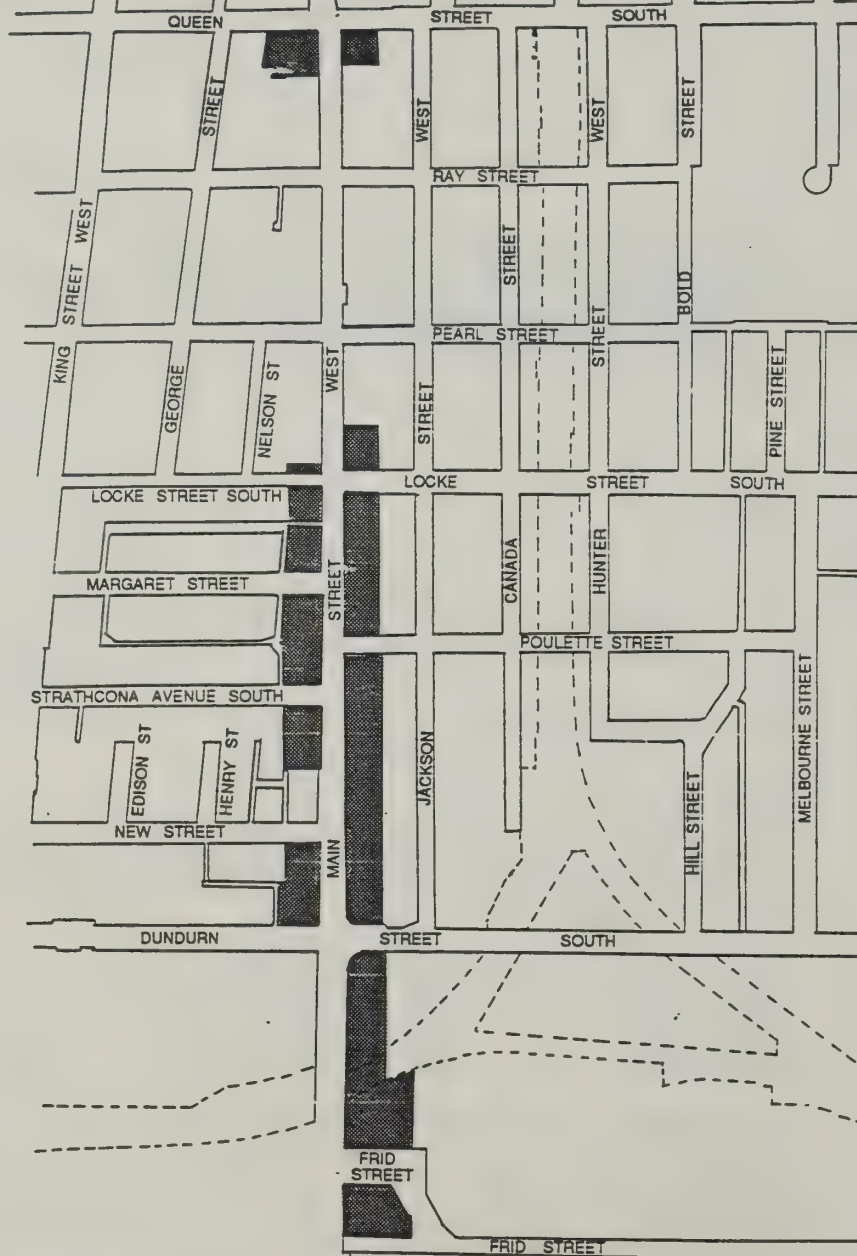 QUEEN STREET SOUTH
STREET
WEST
WEST
STREET
RAY STREET
KING STREET WEST
STREET
BOLD
PEARL STREET
STREET
GEORGE
NELSON ST
WEST
STREET
PINE STREET
LOCKE STREET SOUTH
LOCKE STREET SOUTH
MARGARET STREET
STREET
CANADA
HUNTER
POULETTE STREET
STRATHCONA AVENUE SOUTH
EDISON ST
HENRY ST
JACKSON
HILL STREET
MELBOURNE STREET
NEW STREET
MAIN
DUNDURN STREET SOUTH
FRID
STREET
FRID STREET